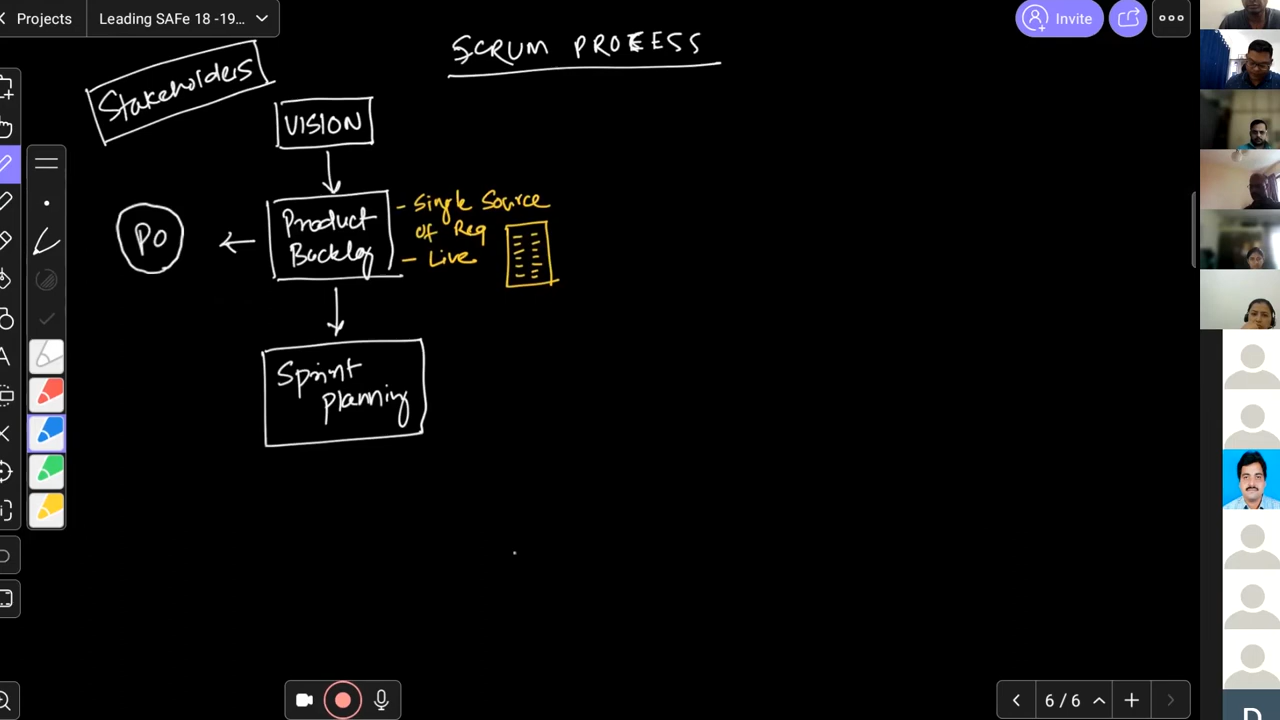 Projects
Leading SAFe 18 -19...
Invite
SCRUM PROCESS
Stakeholders
VISION
PO
Product
Backlog
- Single Source
of Req
- Live
Sprint
planning
6/6
D